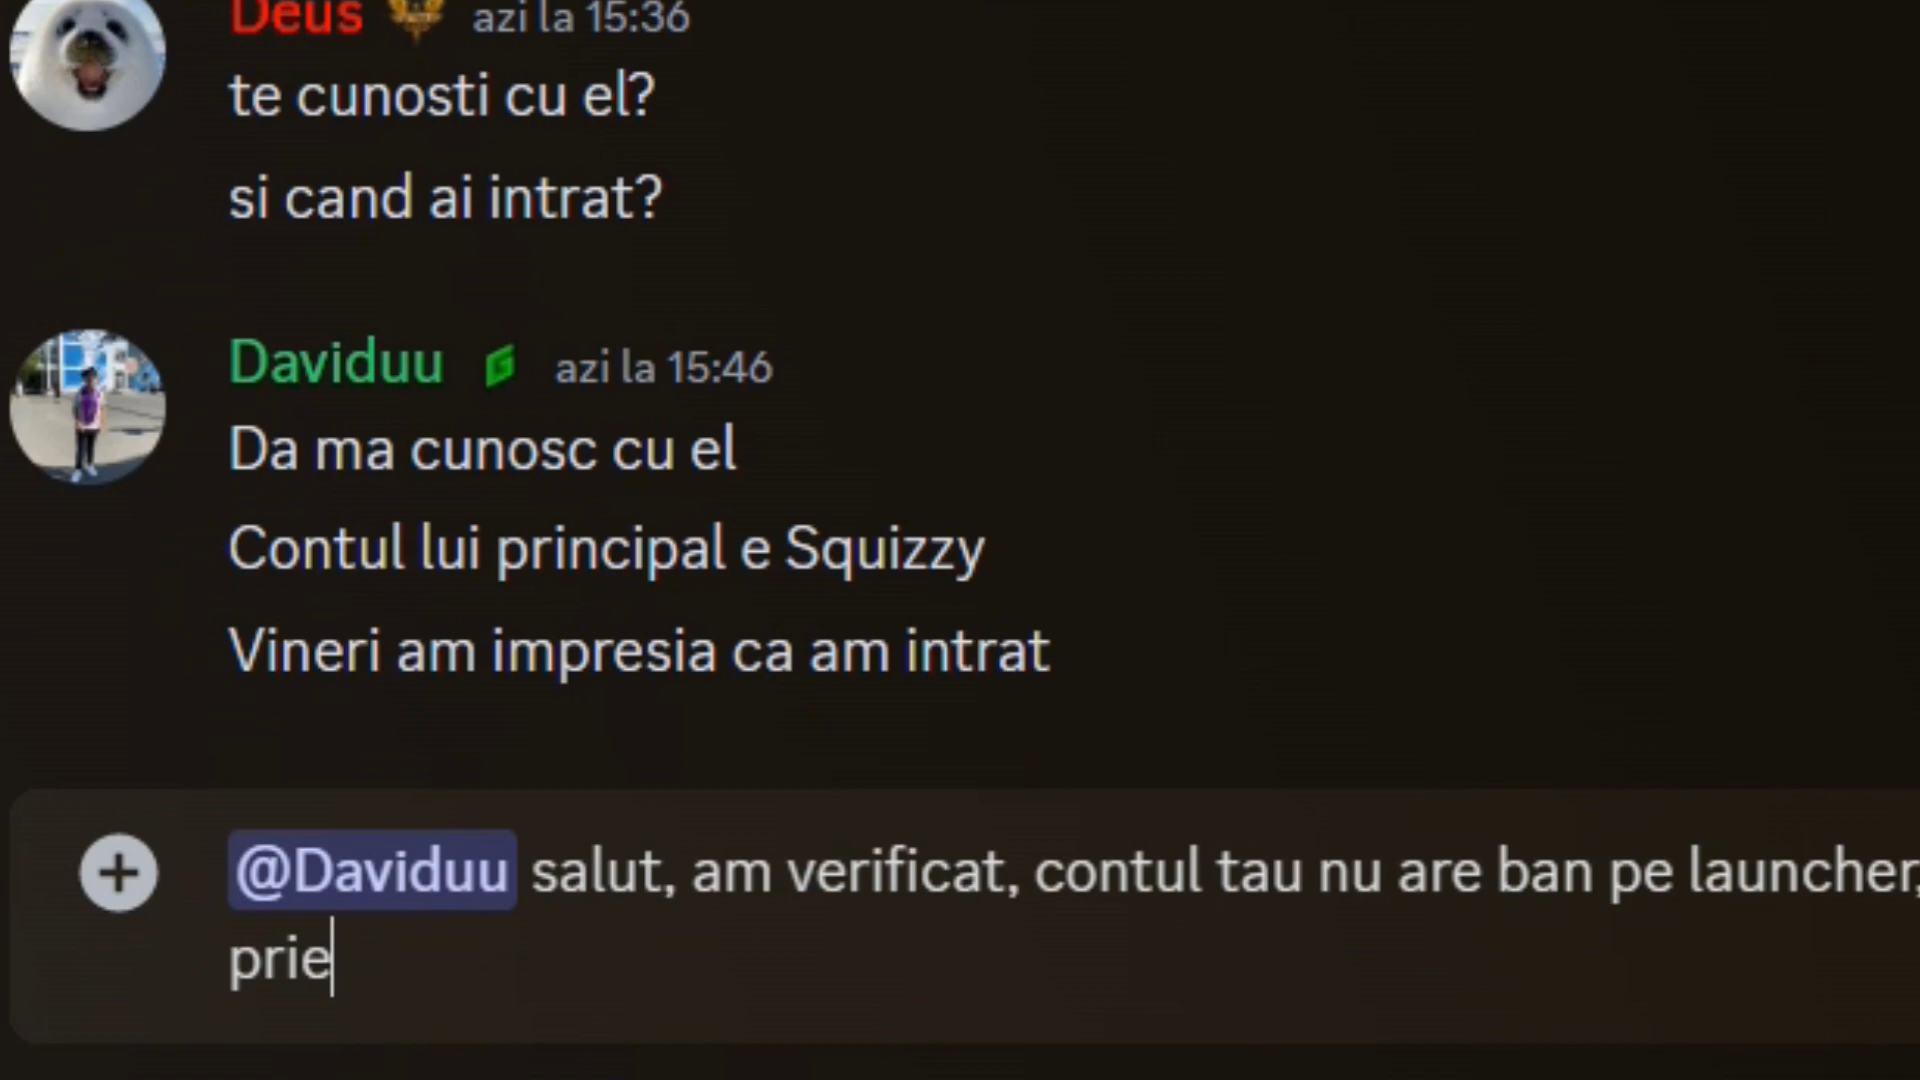 Deus azi la 15:36
te cunosti cu el?
si cand ai intrat?
Daviduu azi la 15:46
Da ma cunosc cu el
Contul lui principal e Squizzy
Vineri am impresia ca am intrat
@Daviduu salut, am verificat, contul tau nu are ban pe launcher,
prie